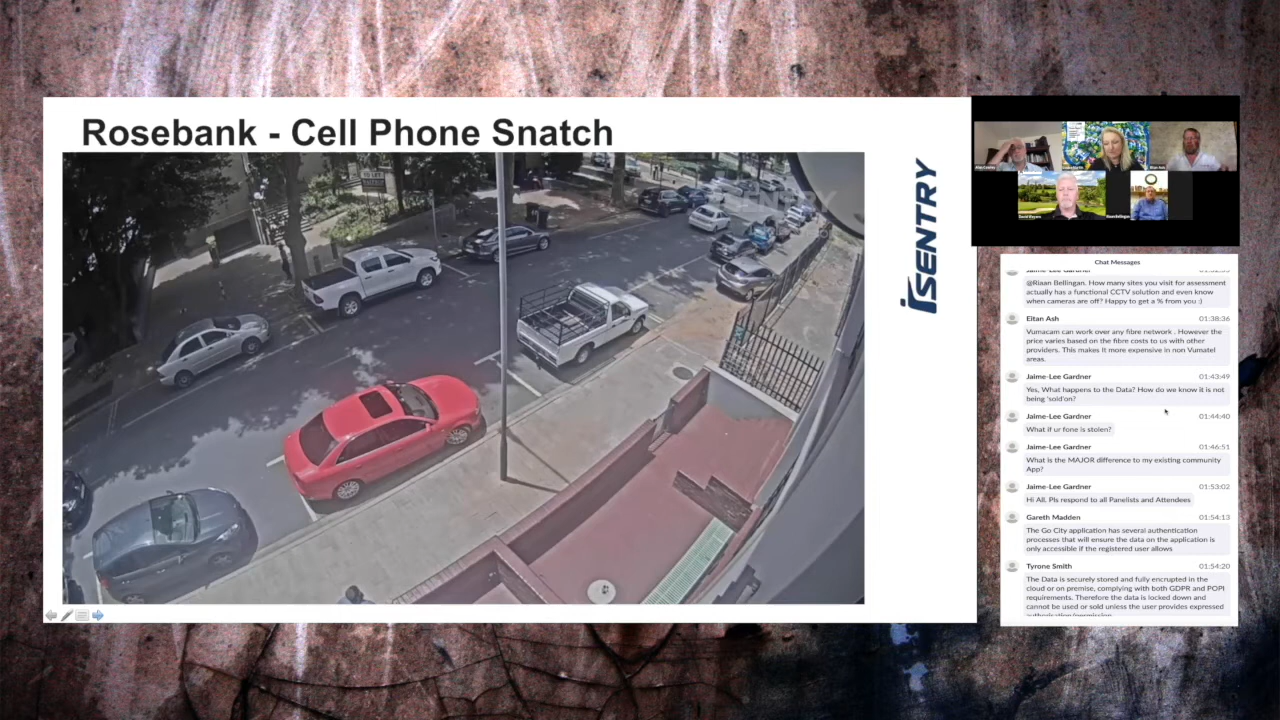 Rosebank - Cell Phone Snatch
iSENTRY
TO LET
Chat Messages
Jaime-Lee Gardner
@Riaan Bellingan. How many sites you visit for assessment
actually has a functional CCTV solution and even know
when cameras are off? Happy to get a % from you :)
Eitan Ash 01:38:36
Vumacam can work over any fibre network . However the
price varies based on the fibre costs to us with other
providers. This makes It more expensive in non Vumatel
areas.
Jaime-Lee Gardner 01:43:49
Yes, What happens to the Data? How do we know it is not
being 'sold'on?
Jaime-Lee Gardner 01:44:40
What if ur fone is stolen?
Jaime-Lee Gardner 01:46:51
What is the MAJOR difference to my existing community
App?
Jaime-Lee Gardner 01:53:02
Hi All. Pls respond to all Panelists and Attendees
Gareth Madden 01:54:13
The Go City application has several authentication
processes that will ensure the data on the application is
only accessible if the registered user allows
Tyrone Smith 01:54:20
The Data is securely stored and fully encrypted in the
cloud or on premise, complying with both GDPR and POPI
requirements. Therefore the data is locked down and
cannot be used or sold unless the user provides expressed